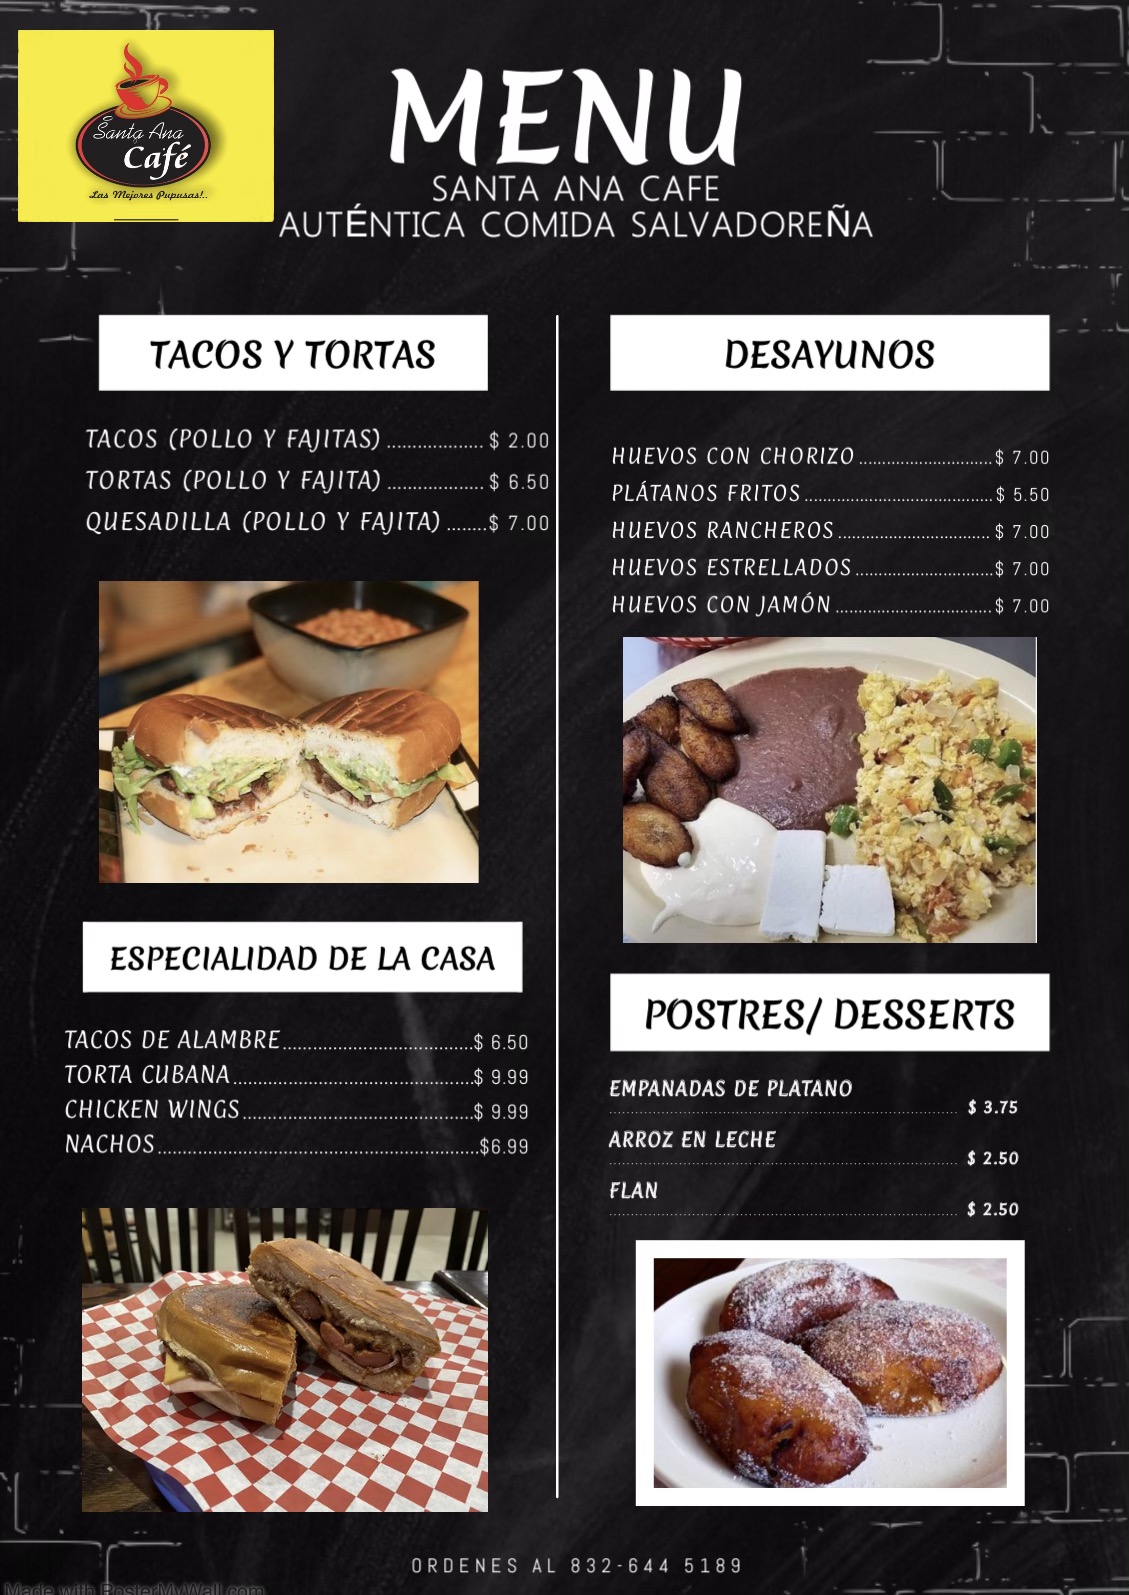 Santa Ana
Café
Las Mejores Pupusas!..
MENU
SANTA ANA CAFE
AUTÉNTICA COMIDA SALVADOREÑA
TACOS Y TORTAS
TACOS (POLLO Y FAJITAS) ................... $ 2.00
TORTAS (POLLO Y FAJITA) ................... $ 6.50
QUESADILLA (POLLO Y FAJITA) ........$ 7.00
ESPECIALIDAD DE LA CASA
TACOS DE ALAMBRE.....................................$ 6.50
TORTA CUBANA...............................................$ 9.99
CHICKEN WINGS.............................................$ 9.99
NACHOS...............................................................$6.99
DESAYUNOS
HUEVOS CON CHORIZO..........................$ 7.00
PLÁTANOS FRITOS.....................................$ 5.50
HUEVOS RANCHEROS.............................. $ 7.00
HUEVOS ESTRELLADOS...........................$ 7.00
HUEVOS CON JAMÓN...............................$ 7.00
POSTRES/ DESSERTS
EMPANADAS DE PLATANO
.......................................................... $ 3.75
ARROZ EN LECHE
.......................................................... $ 2.50
FLAN
.......................................................... $ 2.50
ORDENES AL 832-644 5189
Made with PosterMyWall.com